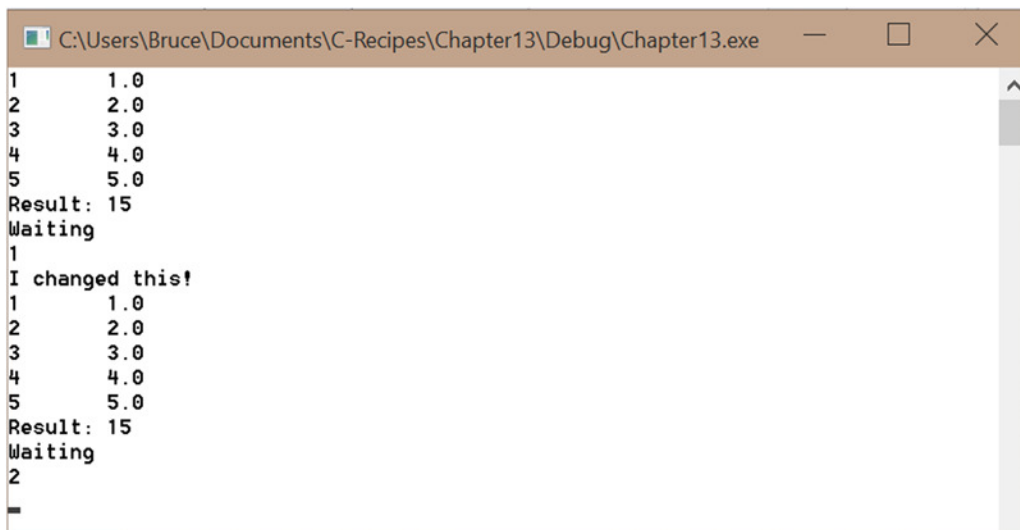 C:\Users\Bruce\Documents\C-Recipes\Chapter13\Debug\Chapter13.exe
1 1.0
2 2.0
3 3.0
4 4.0
5 5.0
Result: 15
Waiting
1
I changed this!
1 1.0
2 2.0
3 3.0
4 4.0
5 5.0
Result: 15
Waiting
2